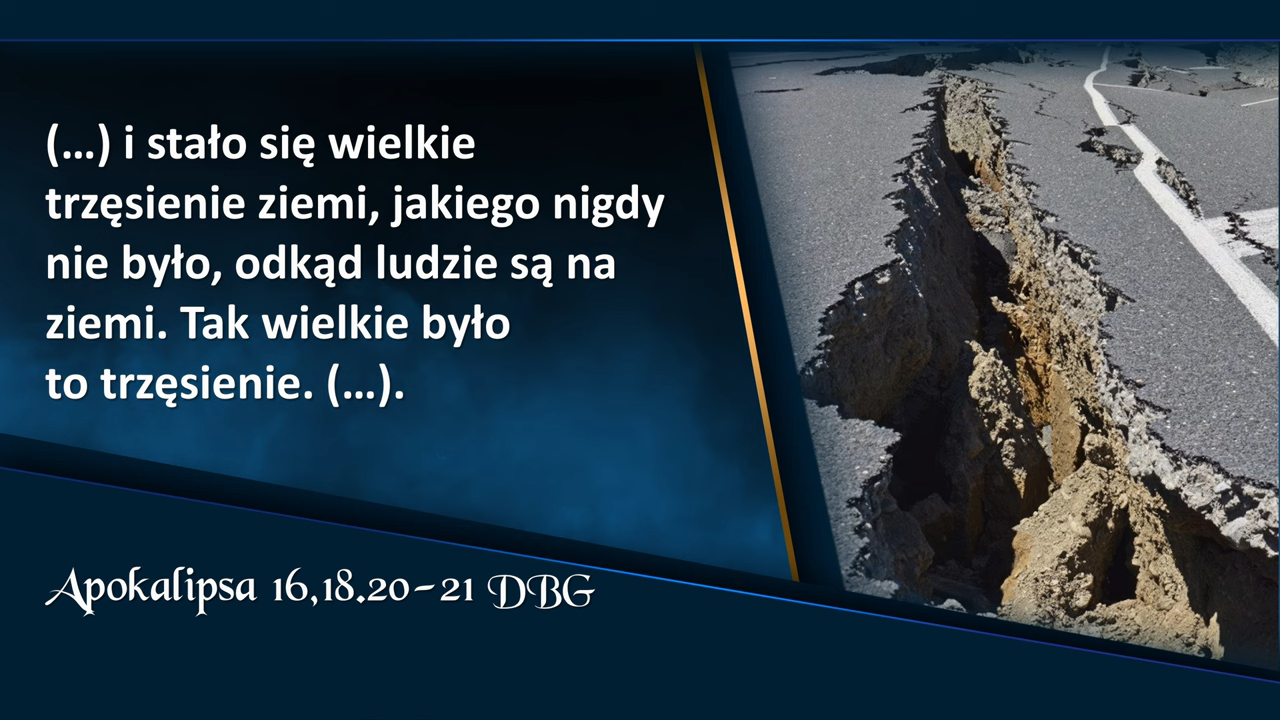 (...) i stało się wielkie
trzęsienie ziemi, jakiego nigdy
nie było, odkąd ludzie są na
ziemi. Tak wielkie było
to trzęsienie. (...).
Apokalipsa 16,18.20-21 DBG